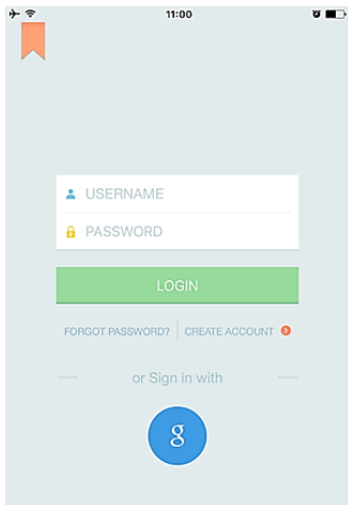 11:00
USERNAME
PASSWORD
LOGIN
FORGOT PASSWORD? CREATE ACCOUNT
or Sign in with
g